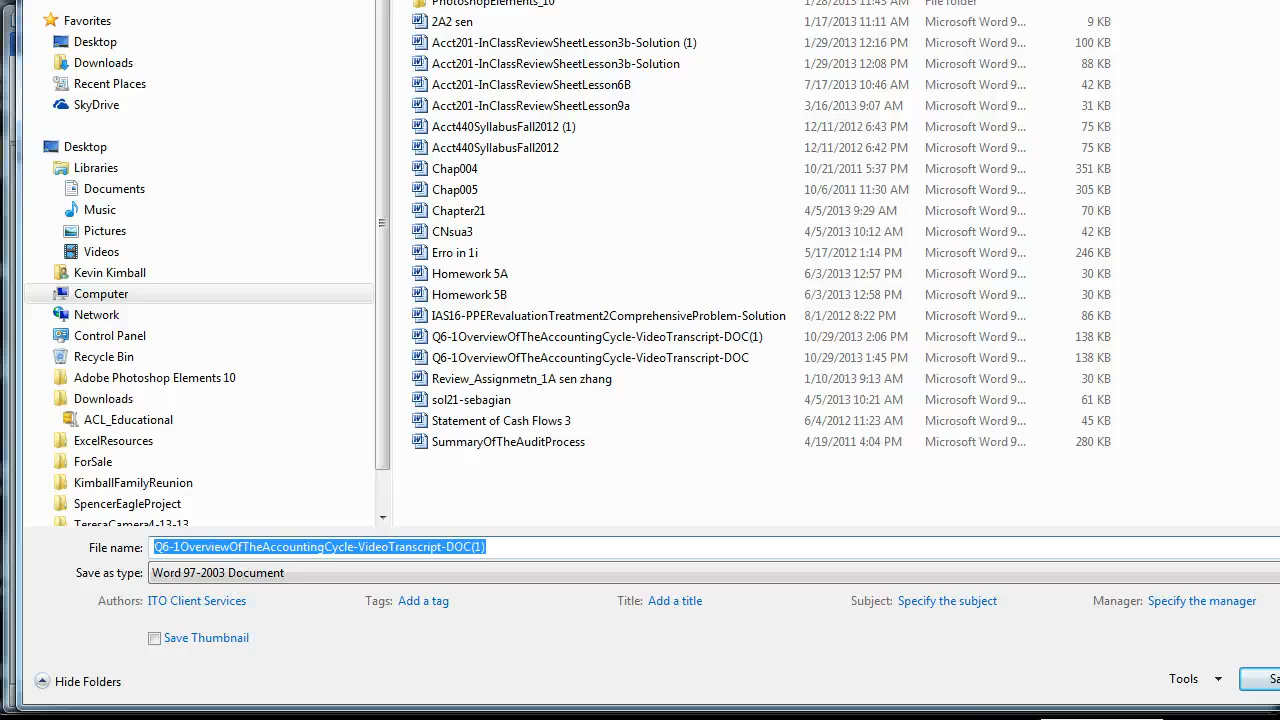 Favorites
Desktop
Downloads
Recent Places
SkyDrive
Desktop
Libraries
Documents
Music
Pictures
Videos
Kevin Kimball
Computer
Network
Control Panel
Recycle Bin
Adobe Photoshop Elements 10
Downloads
ACL_Educational
ExcelResources
ForSale
KimballFamilyReunion
SpencerEagleProject
TeresaCamera4-13-13
PhotoshopElements_10 1/28/2013 11:43 AM File folder
2A2 sen 1/17/2013 11:11 AM Microsoft Word 9... 9 KB
Acct201-InClassReviewSheetLesson3b-Solution (1) 1/29/2013 12:16 PM Microsoft Word 9... 100 KB
Acct201-InClassReviewSheetLesson3b-Solution 1/29/2013 12:08 PM Microsoft Word 9... 88 KB
Acct201-InClassReviewSheetLesson6B 7/17/2013 10:46 AM Microsoft Word 9... 42 KB
Acct201-InClassReviewSheetLesson9a 3/16/2013 9:07 AM Microsoft Word 9... 31 KB
Acct440SyllabusFall2012 (1) 12/11/2012 6:43 PM Microsoft Word 9... 75 KB
Acct440SyllabusFall2012 12/11/2012 6:42 PM Microsoft Word 9... 75 KB
Chap004 10/21/2011 5:37 PM Microsoft Word 9... 351 KB
Chap005 10/6/2011 11:30 AM Microsoft Word 9... 305 KB
Chapter21 4/5/2013 9:29 AM Microsoft Word 9... 70 KB
CNsua3 4/5/2013 10:12 AM Microsoft Word 9... 42 KB
Erro in 1i 5/17/2012 1:14 PM Microsoft Word 9... 246 KB
Homework 5A 6/3/2013 12:57 PM Microsoft Word 9... 30 KB
Homework 5B 6/3/2013 12:58 PM Microsoft Word 9... 30 KB
IAS16-PPERevaluationTreatment2ComprehensiveProblem-Solution 8/1/2012 8:22 PM Microsoft Word 9... 86 KB
Q6-1OverviewOfTheAccountingCycle-VideoTranscript-DOC(1) 10/29/2013 2:06 PM Microsoft Word 9... 138 KB
Q6-1OverviewOfTheAccountingCycle-VideoTranscript-DOC 10/29/2013 1:45 PM Microsoft Word 9... 138 KB
Review_Assignmetn_1A sen zhang 1/10/2013 9:13 AM Microsoft Word 9... 30 KB
sol21-sebagian 4/5/2013 10:21 AM Microsoft Word 9... 61 KB
Statement of Cash Flows 3 6/4/2012 11:23 AM Microsoft Word 9... 45 KB
SummaryOfTheAuditProcess 4/19/2011 4:04 PM Microsoft Word 9... 280 KB
File name: Q6-1OverviewOfTheAccountingCycle-VideoTranscript-DOC(1)
Save as type: Word 97-2003 Document
Authors: ITO Client Services Tags: Add a tag Title: Add a title Subject: Specify the subject Manager: Specify the manager
Save Thumbnail
Hide Folders Tools Sa